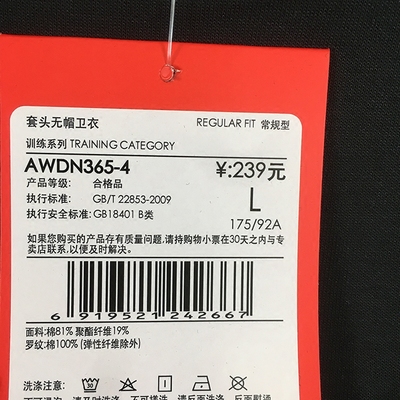 套头无帽卫衣 REGULAR FIT 常规型
训练系列 TRAINING CATEGORY
AWDN365-4 ¥:239元
产品等级: 合格品 L
执行标准: GB/T 22853-2009
执行安全标准: GB18401 B类 175/92A
如果您购买的产品存有质量问题,请持购物小票在30天之内与专
店联系,以便及时解决。
6 919521 242667
面料:棉81% 聚酯纤维19%
罗纹:棉100% (弹性纤维除外)
洗涤注意: 30